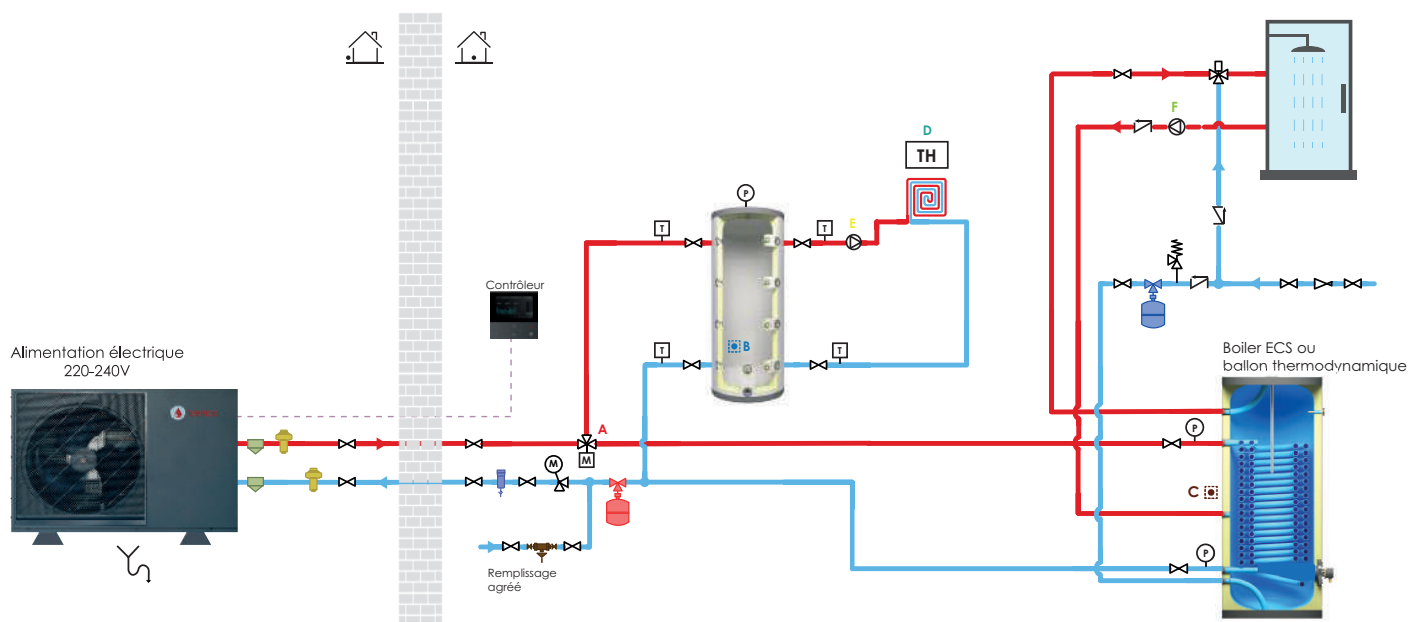 F
D
TH
P
T
T
E
Contrôleur
T
B
T
Alimentation électrique
220-240V
Boiler ECS ou
ballon thermodynamique
A
M
P
M
C
P
Remplissage
agréé